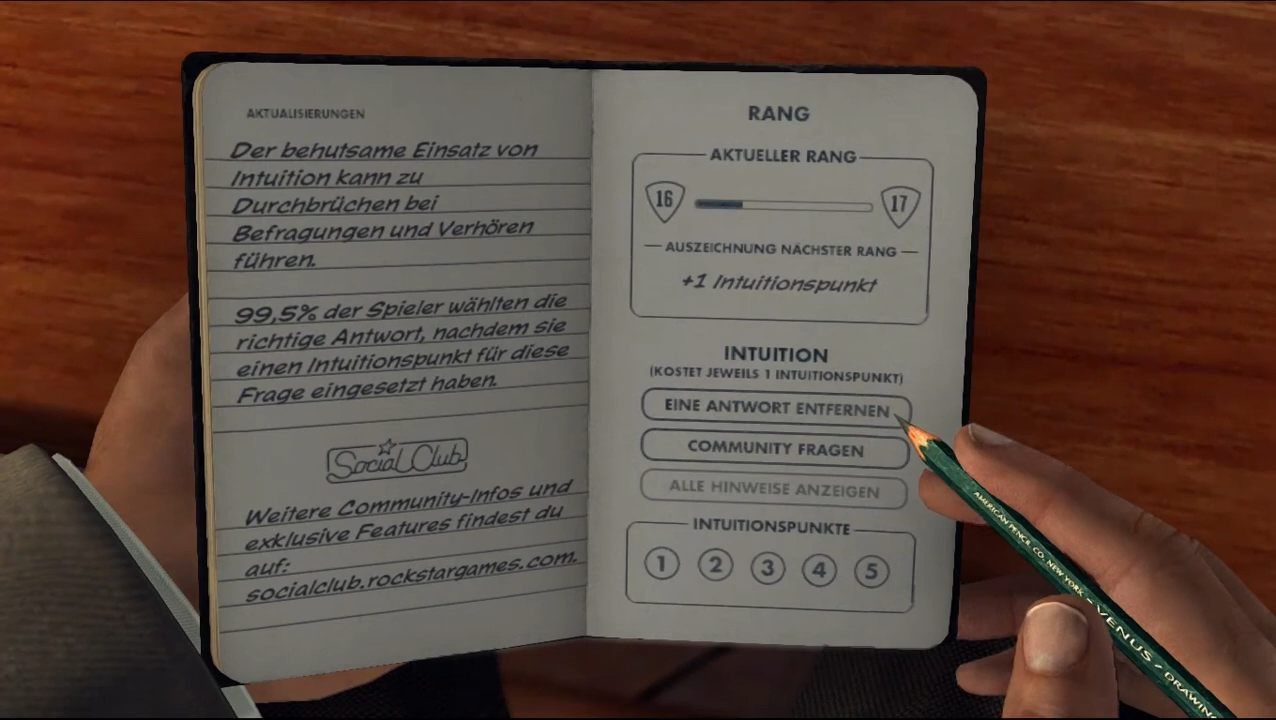 AKTUALISIERUNGEN
Der behutsame Einsatz von
Intuition kann zu
Durchbrüchen bei
Befragungen und Verhören
führen.
99,5% der Spieler wählten die
richtige Antwort, nachdem sie
einen Intuitionspunkt für diese
Frage eingesetzt haben.
Social Club
Weitere Community-Infos und
exklusive Features findest du
auf:
socialclub.rockstargames.com.
RANG
AKTUELLER RANG
16 17
AUSZEICHNUNG NÄCHSTER RANG
+1 Intuitionspunkt
INTUITION
(KOSTET JEWEILS 1 INTUITIONSPUNKT)
EINE ANTWORT ENTFERNEN
COMMUNITY FRAGEN
ALLE HINWEISE ANZEIGEN
INTUITIONSPUNKTE
1 2 3 4 5
AMERICAN PENCIL CO. NEW YORK VENUS DRAWING